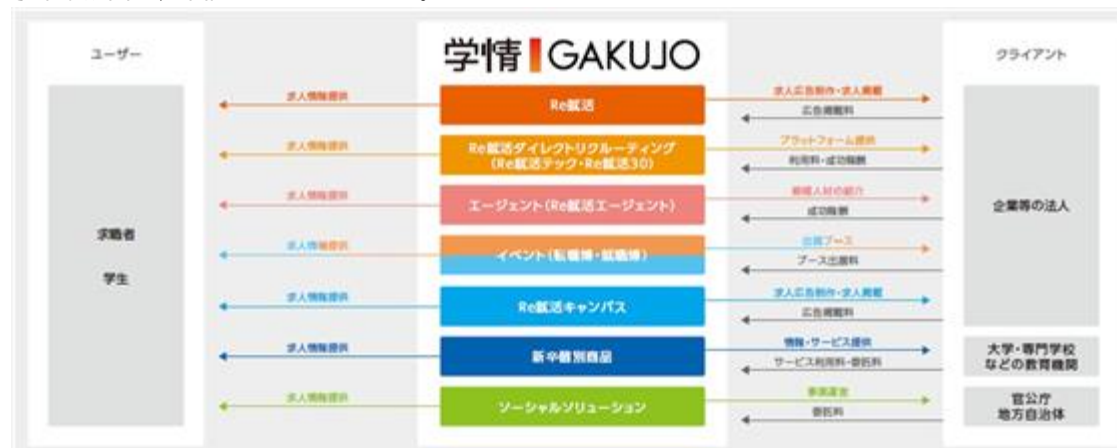 ユーザー
学情 GAKUJO
クライアント
求職者
学生
求人情報提供
Re就活
求人広告制作・求人掲載
広告掲載料
求人情報提供
Re就活ダイレクトリクルーティング
(Re就活テック・Re就活30)
プラットフォーム提供
利用料・成功報酬
求人情報提供
エージェント(Re就活エージェント)
候補人材の紹介
成功報酬
企業等の法人
求人情報提供
イベント(転職博・就職博)
出展ブース
ブース出展料
求人情報提供
Re就活キャンパス
求人広告制作・求人掲載
広告掲載料
求人情報提供
新卒個別商品
情報・サービス提供
サービス利用料・委託料
大学・専門学校
などの教育機関
求人情報提供
ソーシャルソリューション
事業運営
委託料
官公庁
地方自治体